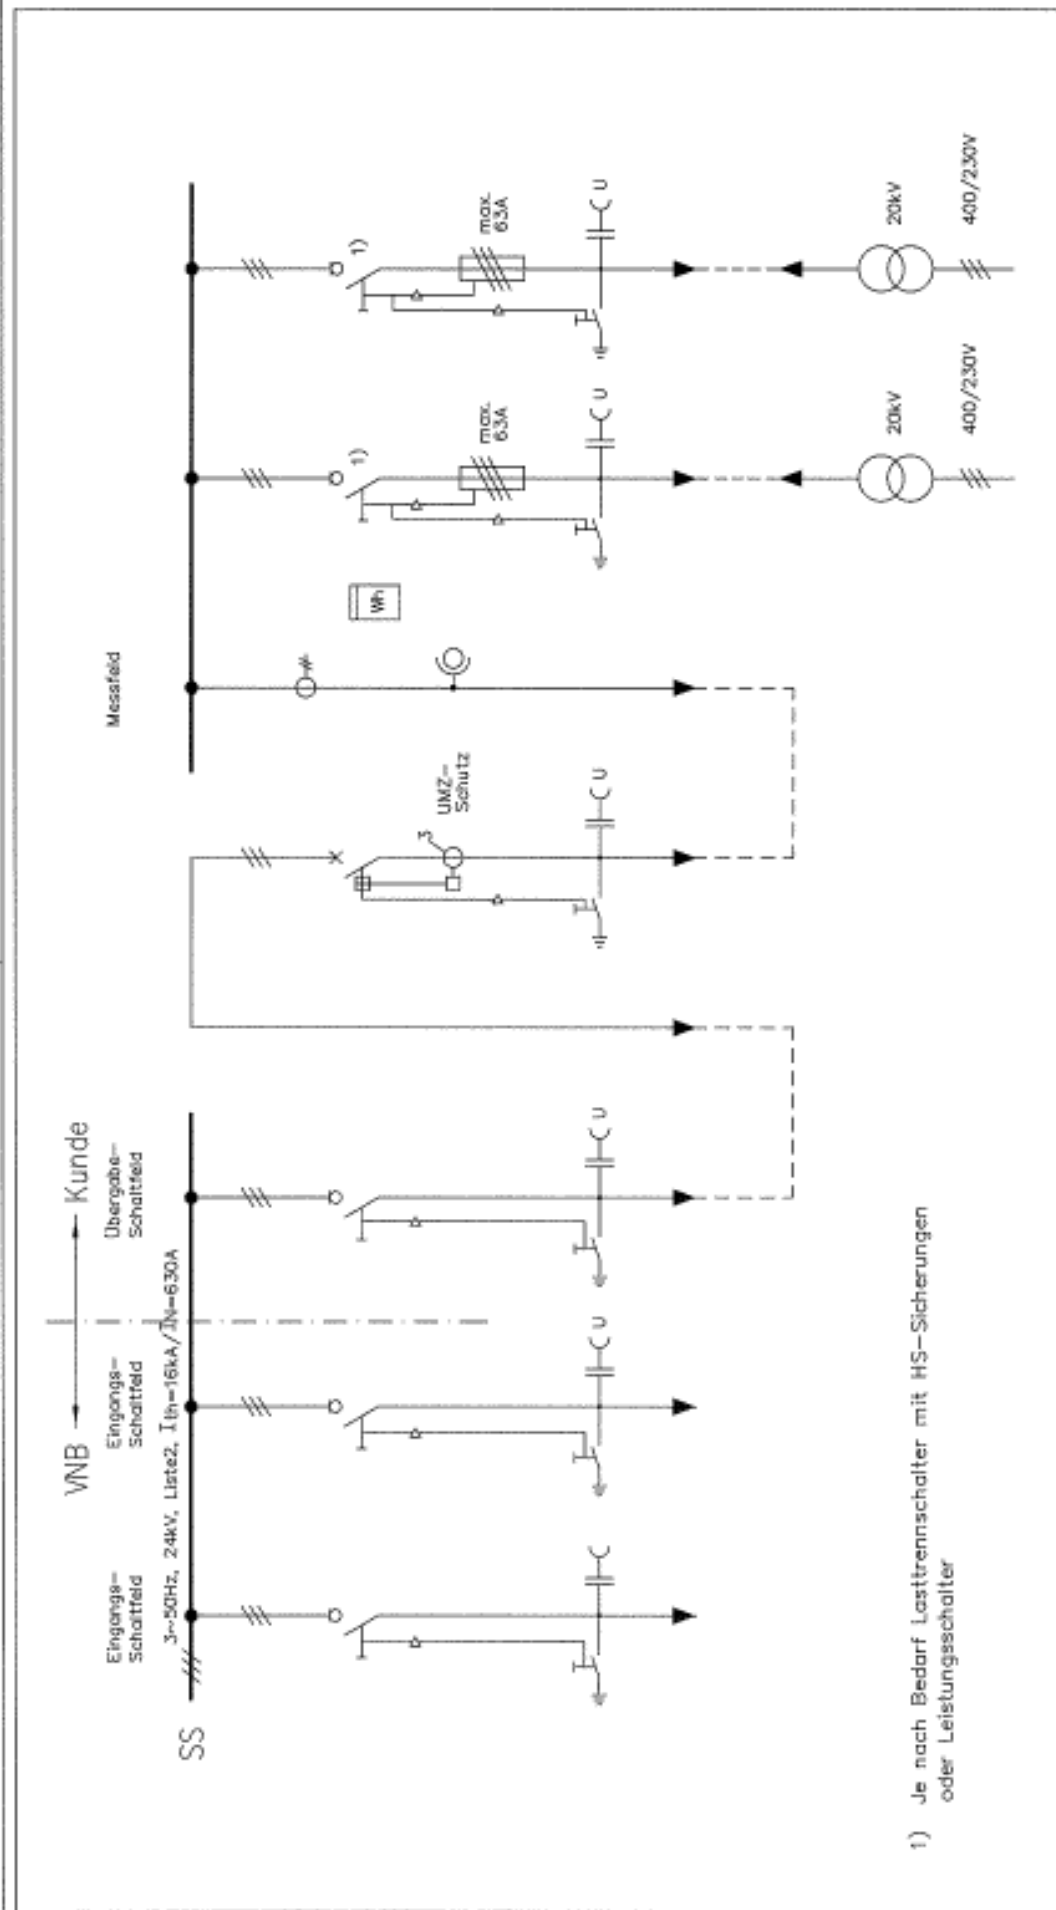 VNB
Kunde
Eingangs-
Schaltfeld
Eingangs-
Schaltfeld
Übergabe-
Schaltfeld
Messfeld
SS
3~50Hz, 24kV, Liste2, Ith=16kA/IN=630A
1)
1)
Wh
3
UMZ-
Schutz
max.
63A
max.
63A
U
U
U
U
U
20kV
20kV
400/230V
400/230V
1) Je nach Bedarf Lasttrennschalter mit HS-Sicherungen
oder Leistungsschalter